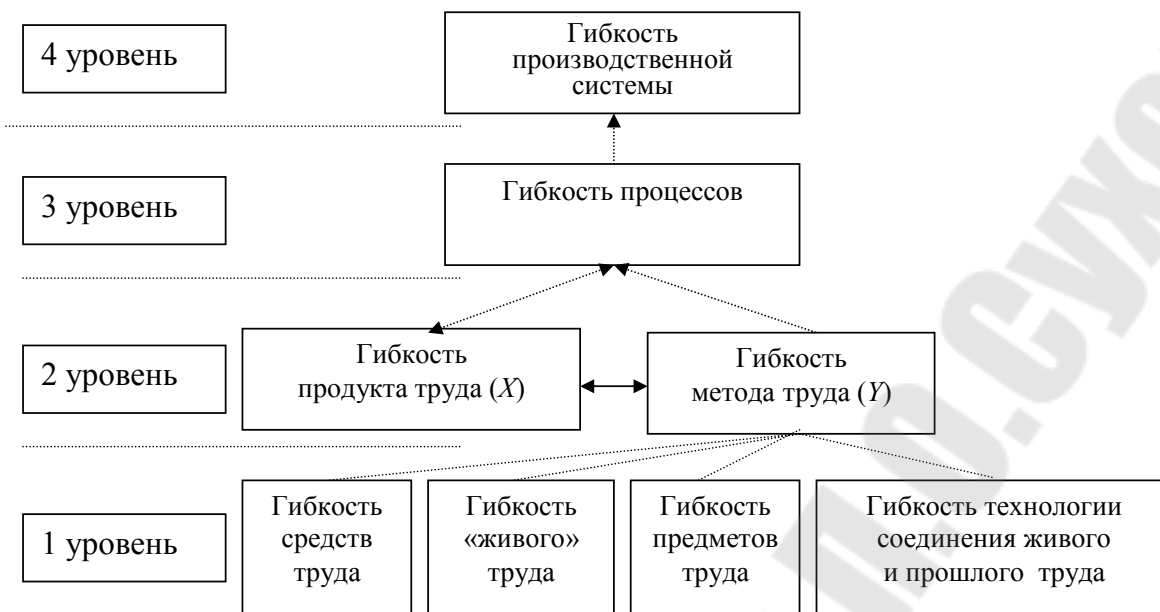 4 уровень
Гибкость
производственной
системы
3 уровень
Гибкость процессов
2 уровень
Гибкость
продукта труда (X)
Гибкость
метода труда (Y)
1 уровень
Гибкость
средств
труда
Гибкость
«живого»
труда
Гибкость
предметов
труда
Гибкость технологии
соединения живого
и прошлого труда